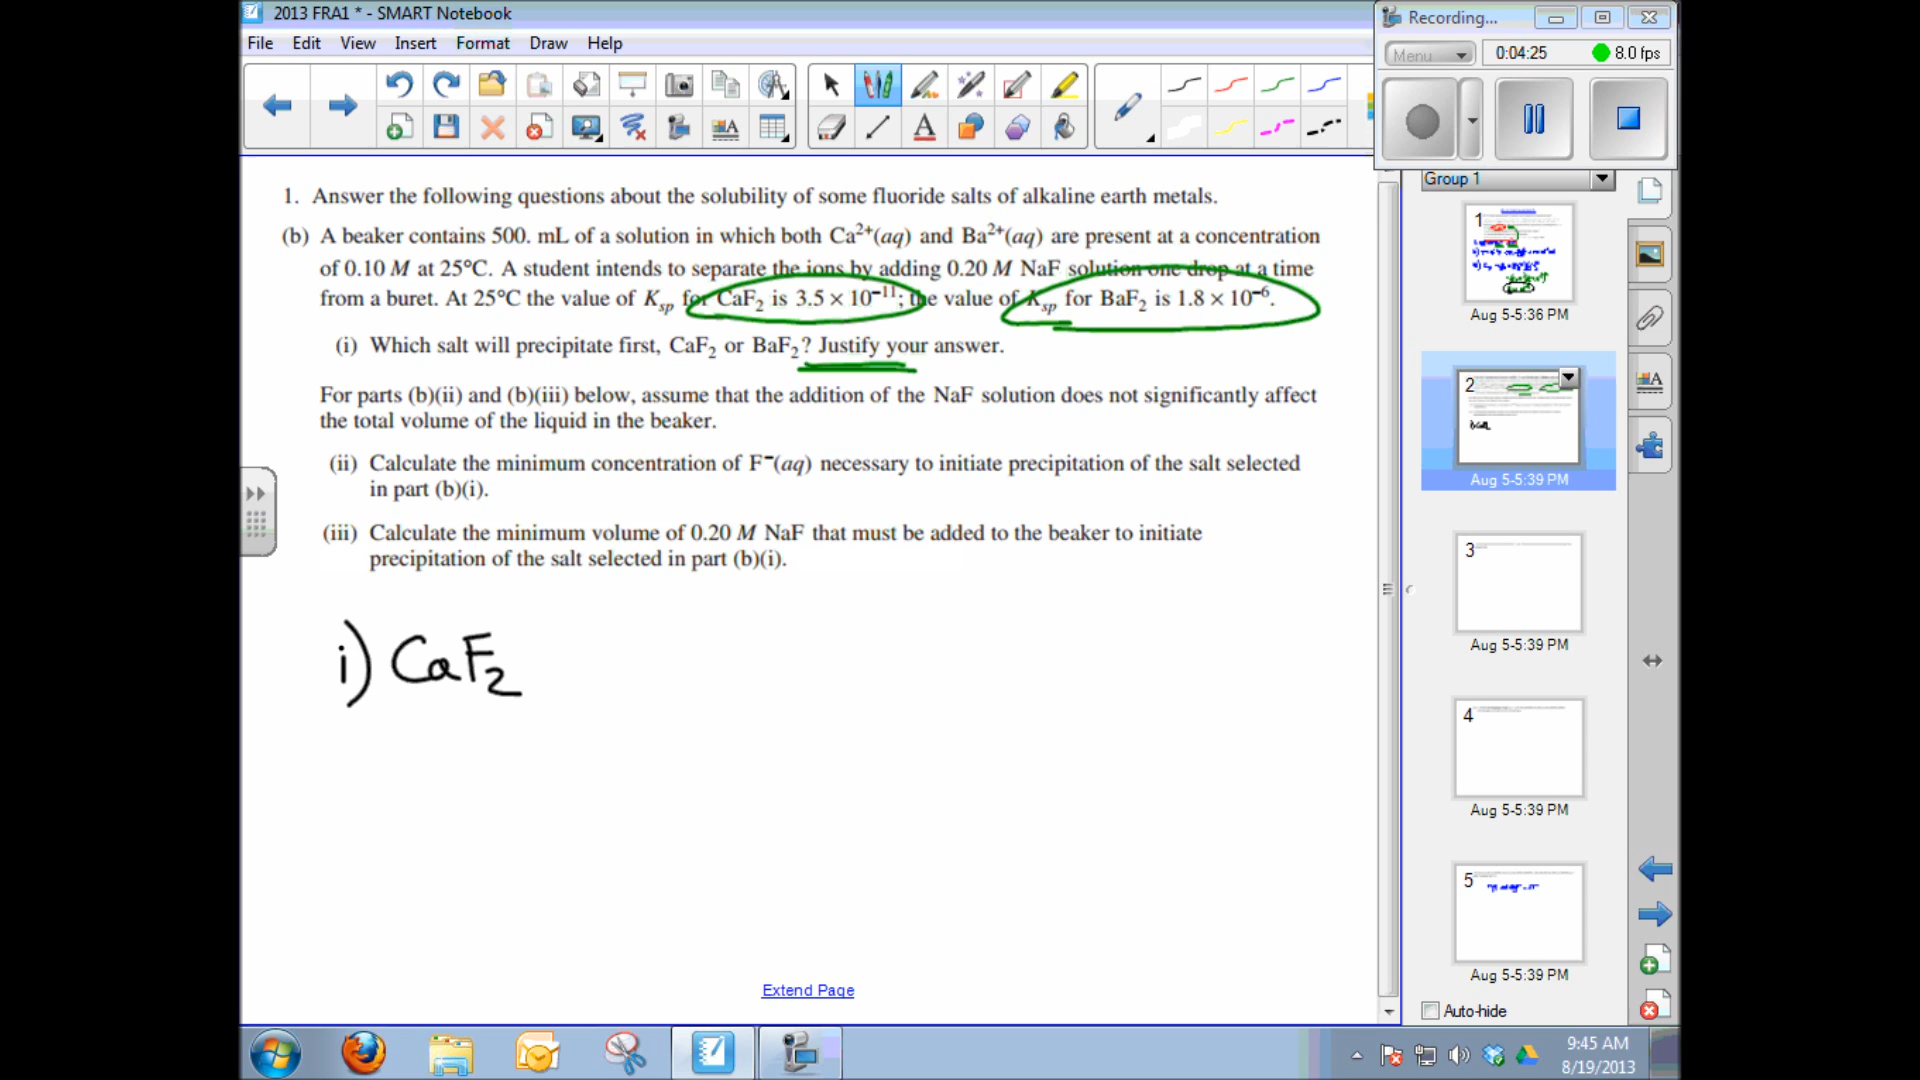 2013 FRA1 * - SMART Notebook
Recording...
File Edit View Insert Format Draw Help
Menu 0:04:25 8.0 fps
Group 1
1. Answer the following questions about the solubility of some fluoride salts of alkaline earth metals.
(b) A beaker contains 500. mL of a solution in which both Ca²⁺(aq) and Ba²⁺(aq) are present at a concentration
of 0.10 M at 25°C. A student intends to separate the ions by adding 0.20 M NaF solution one drop at a time
from a buret. At 25°C the value of Kₛₚ for CaF₂ is 3.5 × 10⁻¹¹; the value of Kₛₚ for BaF₂ is 1.8 × 10⁻⁶.
(i) Which salt will precipitate first, CaF₂ or BaF₂? Justify your answer.
For parts (b)(ii) and (b)(iii) below, assume that the addition of the NaF solution does not significantly affect
the total volume of the liquid in the beaker.
(ii) Calculate the minimum concentration of F⁻(aq) necessary to initiate precipitation of the salt selected
in part (b)(i).
(iii) Calculate the minimum volume of 0.20 M NaF that must be added to the beaker to initiate
precipitation of the salt selected in part (b)(i).
i) CaF₂
Extend Page
1
Aug 5-5:36 PM
2
Aug 5-5:39 PM
3
Aug 5-5:39 PM
4
Aug 5-5:39 PM
5
Aug 5-5:39 PM
Auto-hide
9:45 AM
8/19/2013